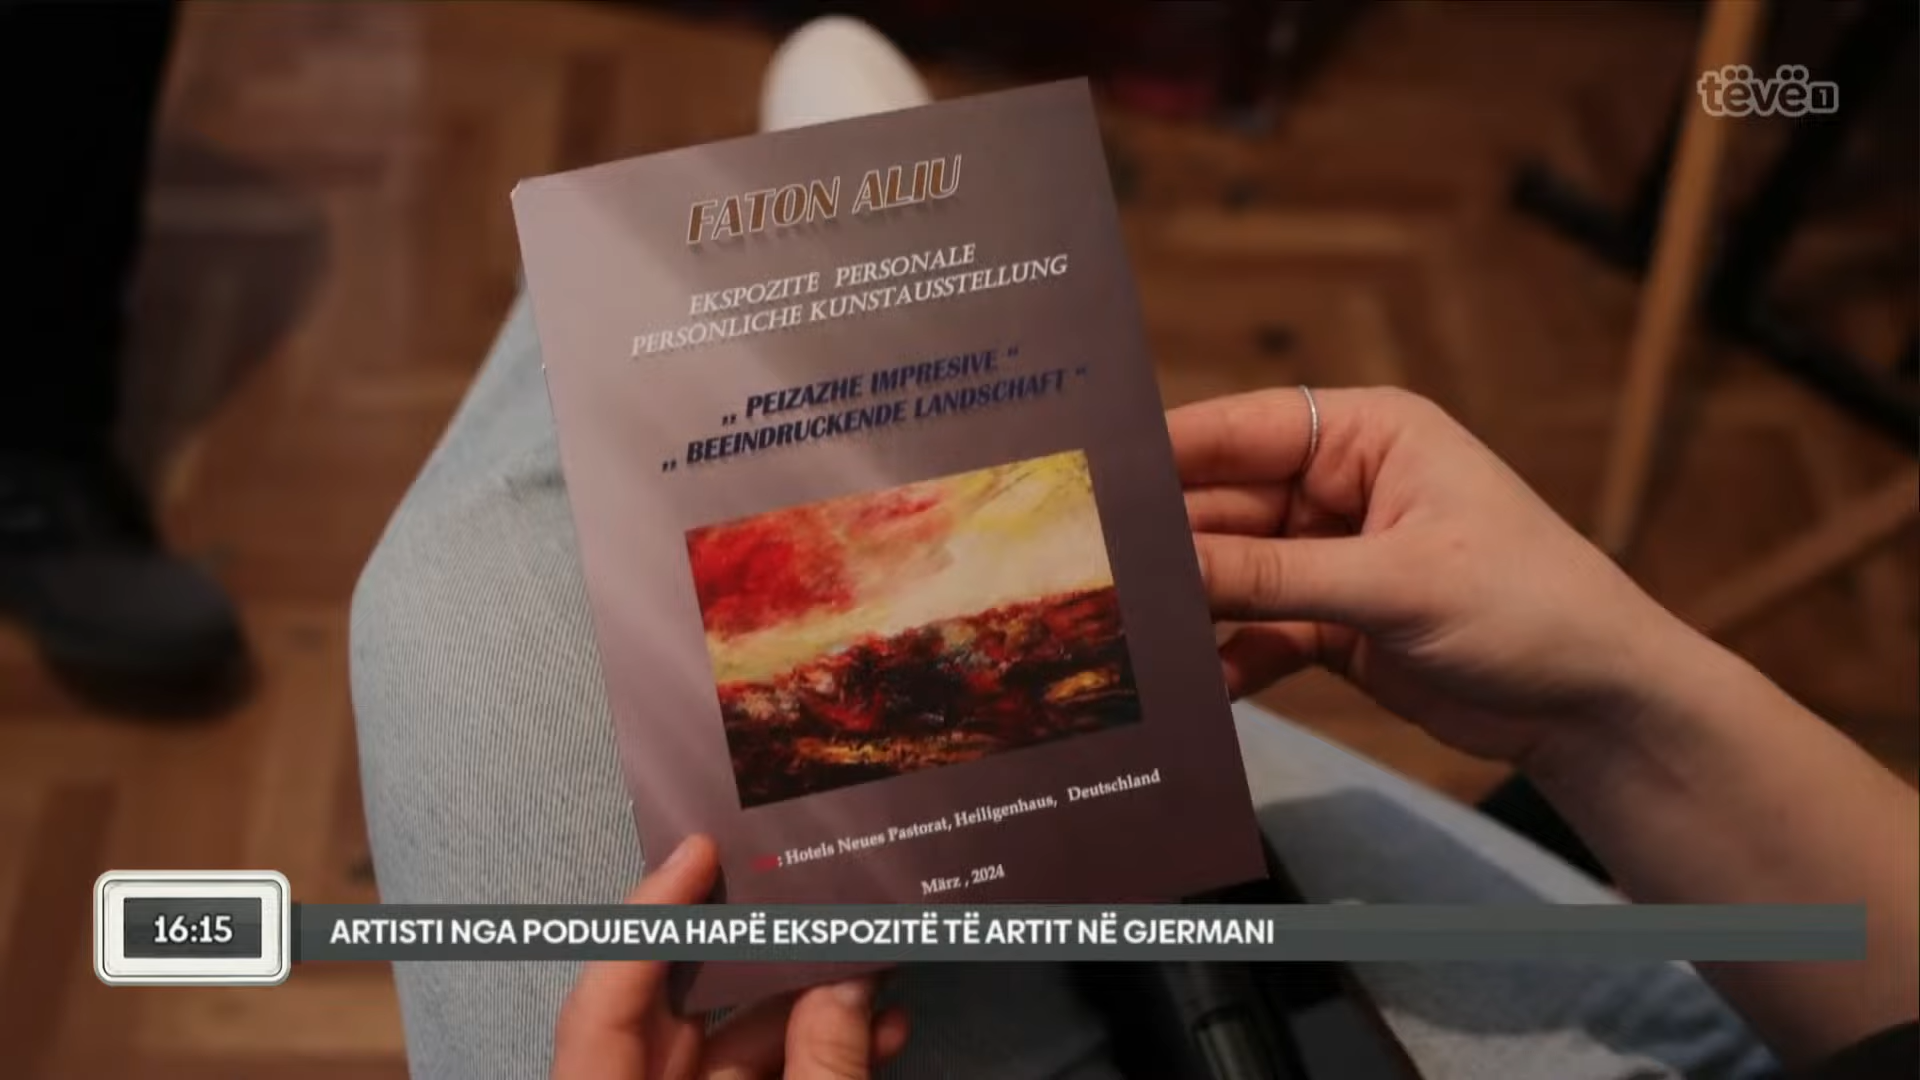 tëvë1
FATON ALIU
EKSPOZITË PERSONALE
PERSÖNLICHE KUNSTAUSSTELLUNG
„ PEIZAZHE IMPRESIVE “
„ BEEINDRUCKENDE LANDSCHAFT “
: Hotels Neues Pastorat, Heiligenhaus, Deutschland
März , 2024
16:15
ARTISTI NGA PODUJEVA HAPË EKSPOZITË TË ARTIT NË GJERMANI